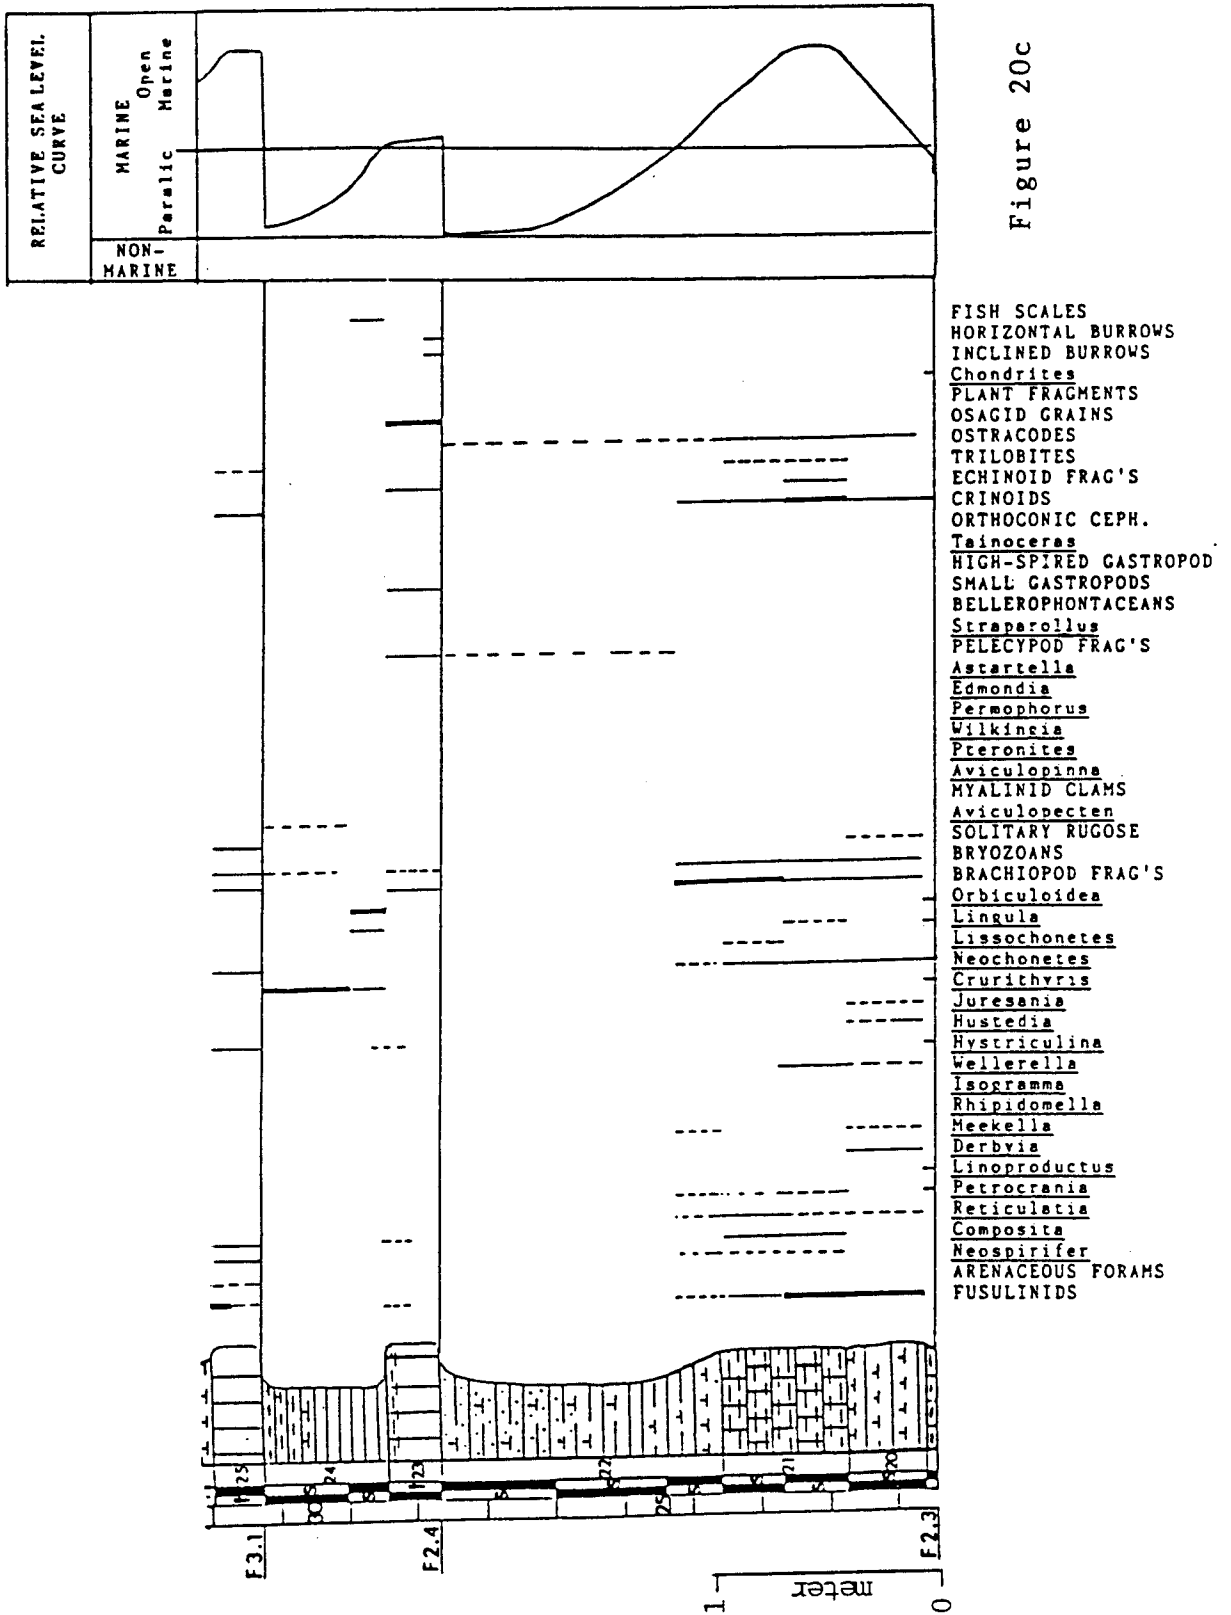 RELATIVE SEA LEVEL
CURVE
MARINE
Open
Marine
Paralic
NON-
MARINE
Figure 20c
FISH SCALES
HORIZONTAL BURROWS
INCLINED BURROWS
Chondrites
PLANT FRAGMENTS
OSAGID GRAINS
OSTRACODES
TRILOBITES
ECHINOID FRAG'S
CRINOIDS
ORTHOCONIC CEPH.
Tainoceras
HIGH-SPIRED GASTROPOD
SMALL GASTROPODS
BELLEROPHONTACEANS
Straparollus
PELECYPOD FRAG'S
Astartella
Edmondia
Permophorus
Wilkingia
Pteronites
Aviculopinna
MYALINID CLAMS
Aviculopecten
SOLITARY RUGOSE
BRYOZOANS
BRACHIOPOD FRAG'S
Orbiculoidea
Lingula
Lissochonetes
Neochonetes
Crurithyris
Juresania
Hustedia
Hystriculina
Wellerella
Isogramma
Rhipidomella
Meekella
Derbyia
Linoproductus
Petrocrania
Reticulatia
Composita
Neospirifer
ARENACEOUS FORAMS
FUSULINIDS
25
24
23
22
21
20
30
25
F3.1
F2.4
F2.3
1
meter
0